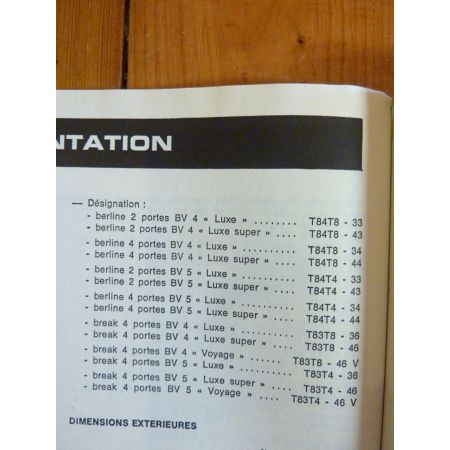 NTATION
— Désignation :
- berline 2 portes BV 4 « Luxe » ......... T84T8 - 33
- berline 2 portes BV 4 « Luxe super » .... T84T8 - 43
- berline 4 portes BV 4 « Luxe » .......... T84T8 - 34
- berline 4 portes BV 4 « Luxe super » .... T84T8 - 44
- berline 2 portes BV 5 « Luxe » .......... T84T4 - 33
- berline 2 portes BV 5 « Luxe super » .... T84T4 - 43
- berline 4 portes BV 5 « Luxe » .......... T84T4 - 34
- berline 4 portes BV 5 « Luxe super » .... T84T4 - 44
- break 4 portes BV 4 « Luxe » .......... T83T8 - 36
- break 4 portes BV 4 « Luxe super » .... T83T8 - 46
- break 4 portes BV 4 « Voyage » ....... T83T8 - 46 V
- break 4 portes BV 5 « Luxe » .......... T83T4 - 36
- break 4 portes BV 5 « Luxe super » .... T83T4 - 46
- break 4 portes BV 5 « Voyage » .... T83T4 - 46 V
DIMENSIONS EXTERIEURES